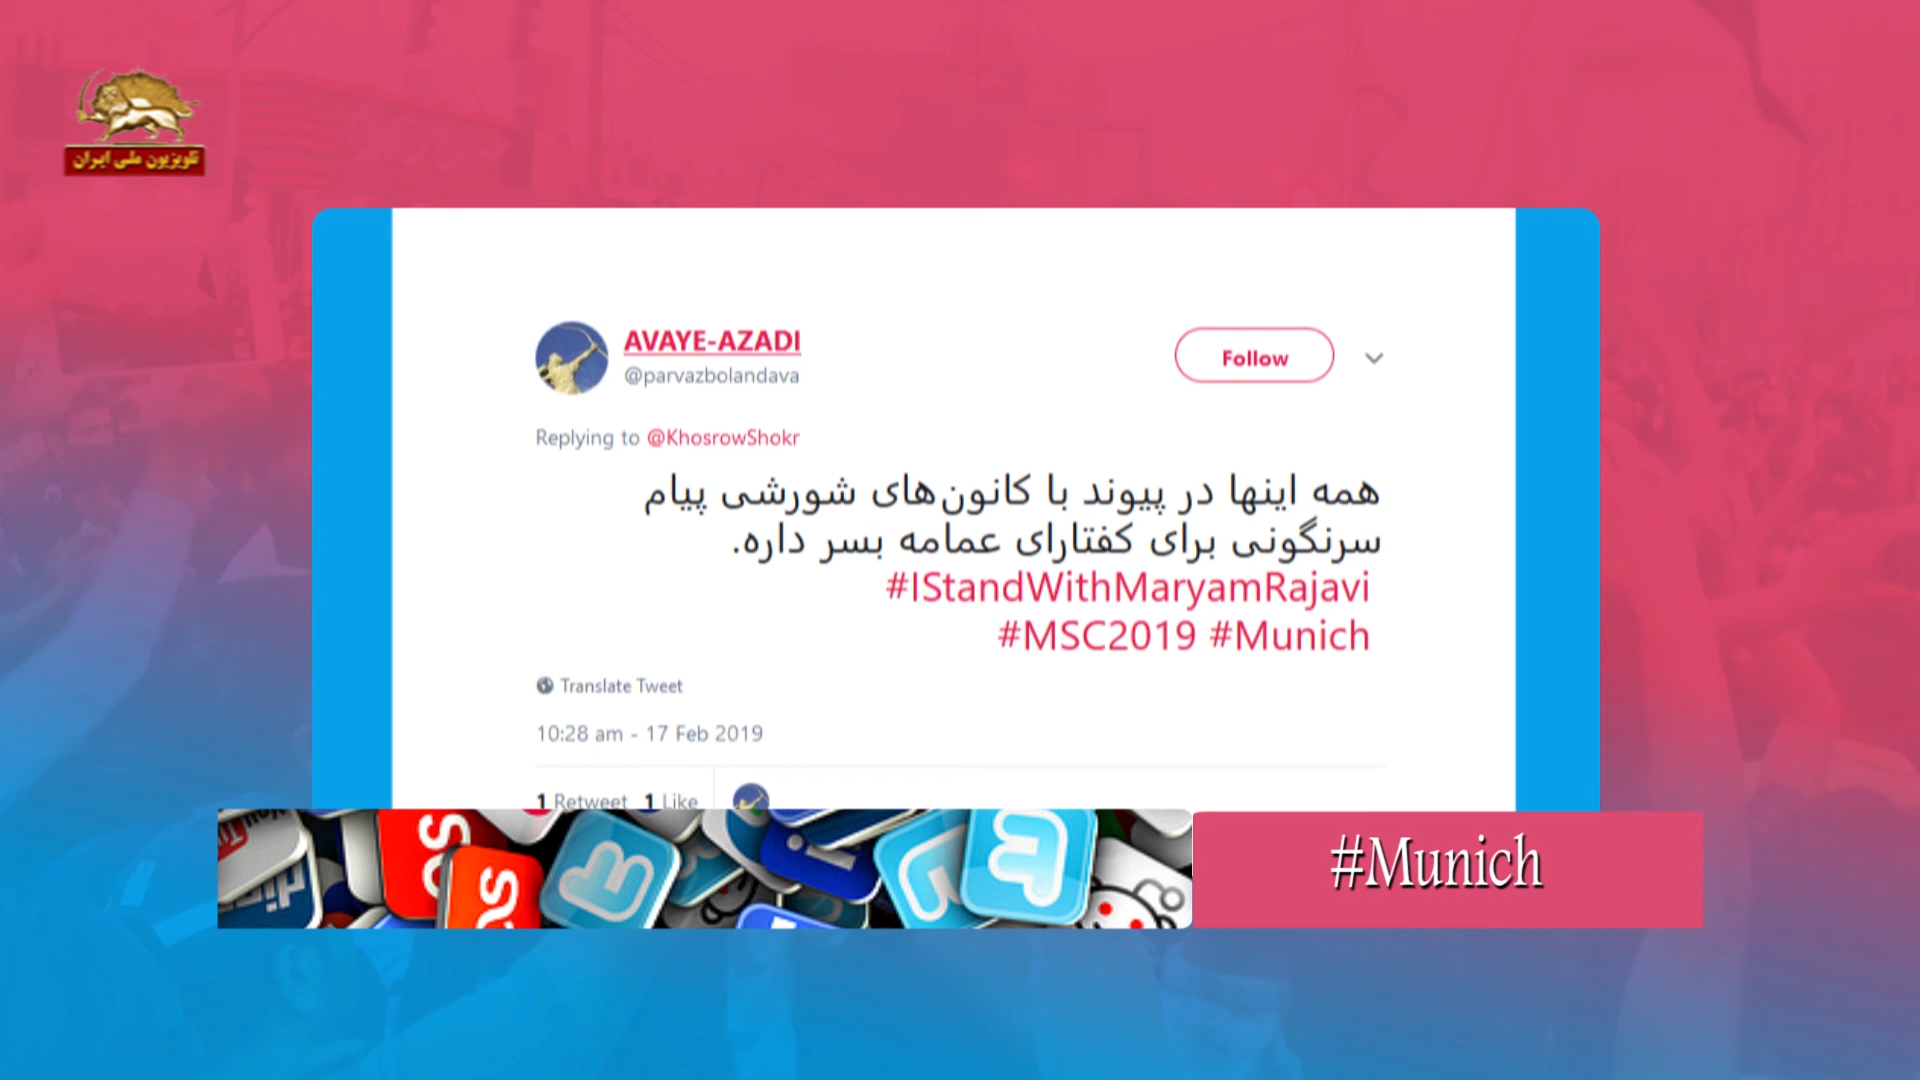 تلویزیون ملی ایران
AVAYE-AZADI
@parvazbolandava
Follow
Replying to @KhosrowShokr
همه اینها در پیوند با کانون‌های شورشی پیام
سرنگونی برای کفتارای عمامه بسر داره.
#IStandWithMaryamRajavi
#MSC2019 #Munich
Translate Tweet
10:28 am - 17 Feb 2019
1 Retweet 1 Like
#Munich